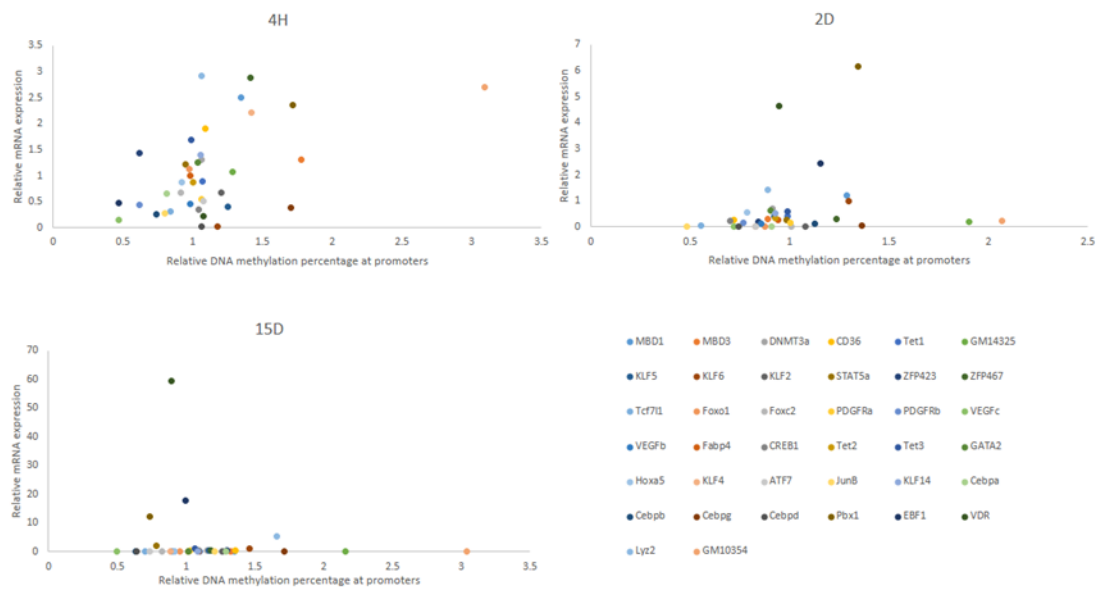 4H
3.5
3
2.5
2
1.5
1
0.5
0
Relative mRNA expression
0 0.5 1 1.5 2 2.5 3 3.5
Relative DNA methylation percentage at promoters
2D
7
6
5
4
3
2
1
0
Relative mRNA expression
0 0.5 1 1.5 2 2.5
Relative DNA methylation percentage at promoters
15D
70
60
50
40
30
20
10
0
Relative mRNA expression
0 0.5 1 1.5 2 2.5 3 3.5
Relative DNA methylation percentage at promoters
MBD1 MBD3 DNMT3a CD36 Tet1 GM14325
KLF5 KLF6 KLF2 STAT5a ZFP423 ZFP467
Tcf7l1 Foxo1 Foxc2 PDGFRa PDGFRb VEGFc
VEGFb Fabp4 CREB1 Tet2 Tet3 GATA2
Hoxa5 KLF4 ATF7 JunB KLF14 Cebpa
Cebpb Cebpg Cebpd Pbx1 EBF1 VDR
Lyz2 GM10354